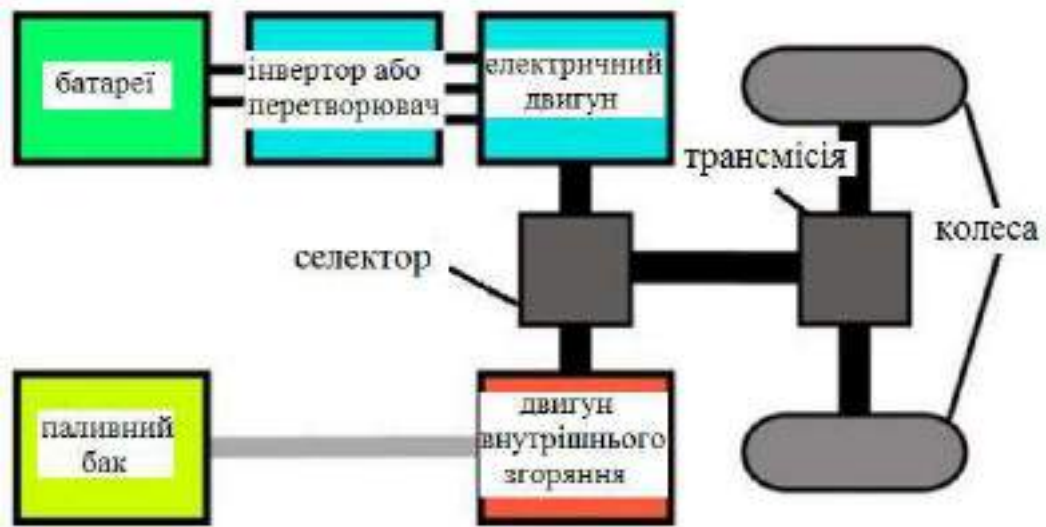 батареї
інвертор або
перетворювач
електричний
двигун
трансмісія
колеса
селектор
паливний
бак
двигун
внутрішнього
згоряння